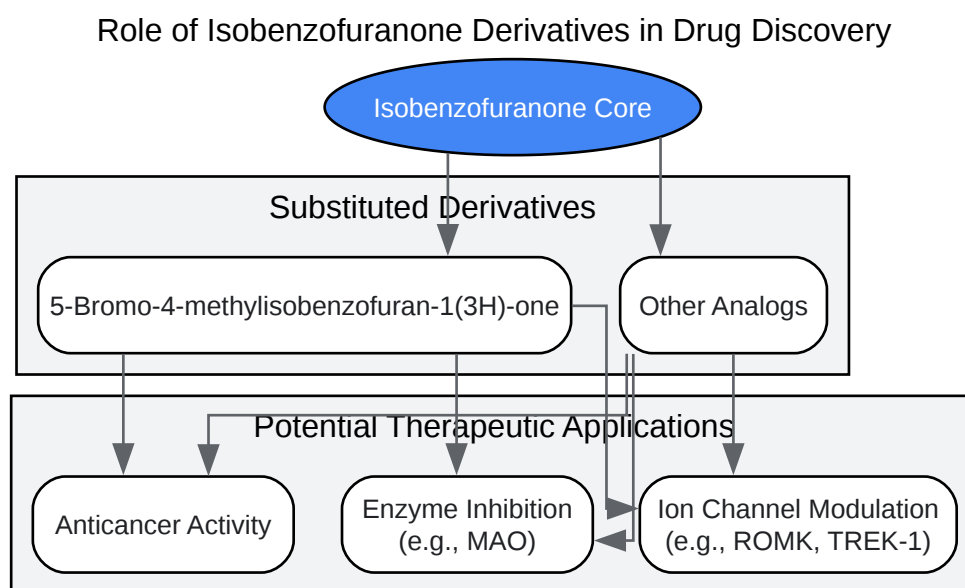 Role of Isobenzofuranone Derivatives in Drug Discovery
Isobenzofuranone Core
Substituted Derivatives
5-Bromo-4-methylisobenzofuran-1(3H)-one
Other Analogs
Potential Therapeutic Applications
Anticancer Activity
Enzyme Inhibition
(e.g., MAO)
Ion Channel Modulation
(e.g., ROMK, TREK-1)